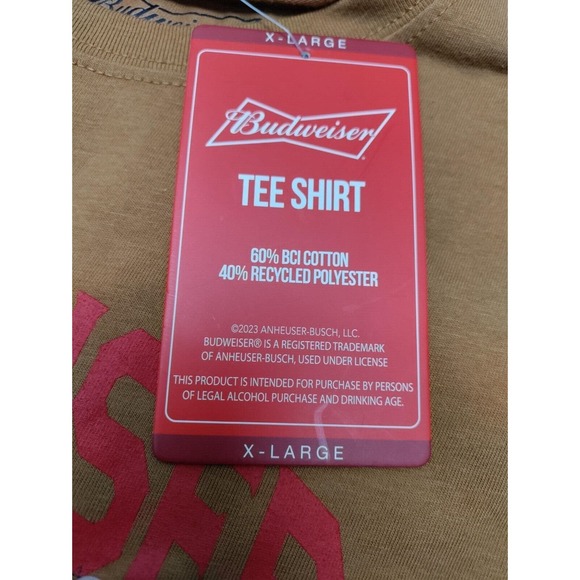 Budweiser
X-LARGE
Budweiser
TEE SHIRT
60% BCI COTTON
40% RECYCLED POLYESTER
©2023 ANHEUSER-BUSCH, LLC.
BUDWEISER® IS A REGISTERED TRADEMARK
OF ANHEUSER-BUSCH, USED UNDER LICENSE
THIS PRODUCT IS INTENDED FOR PURCHASE BY PERSONS
OF LEGAL ALCOHOL PURCHASE AND DRINKING AGE.
X-LARGE